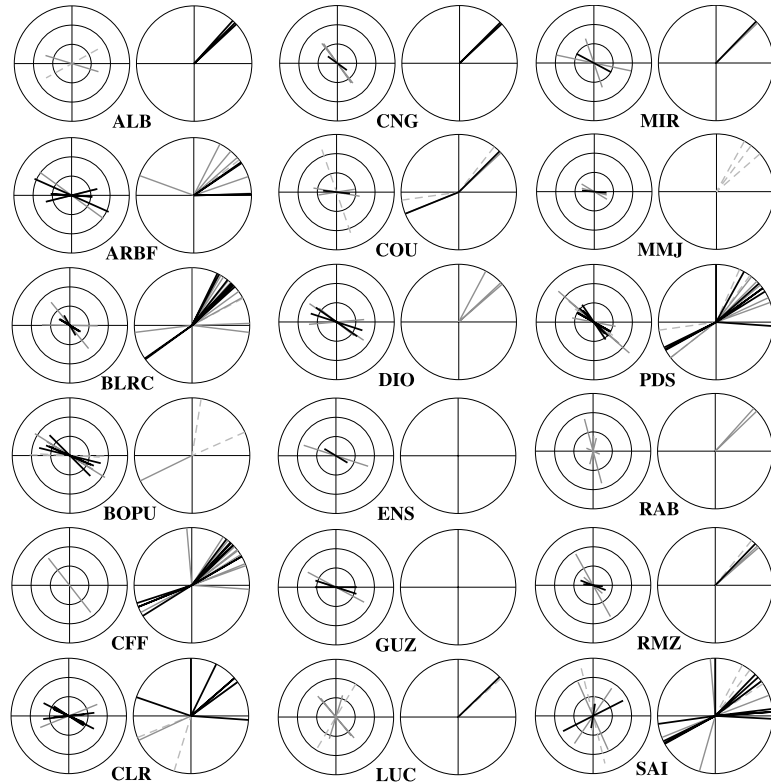 ALB
CNG
MIR
ARBF
COU
MMJ
BLRC
DIO
PDS
BOPU
ENS
RAB
CFF
GUZ
RMZ
CLR
LUC
SAI